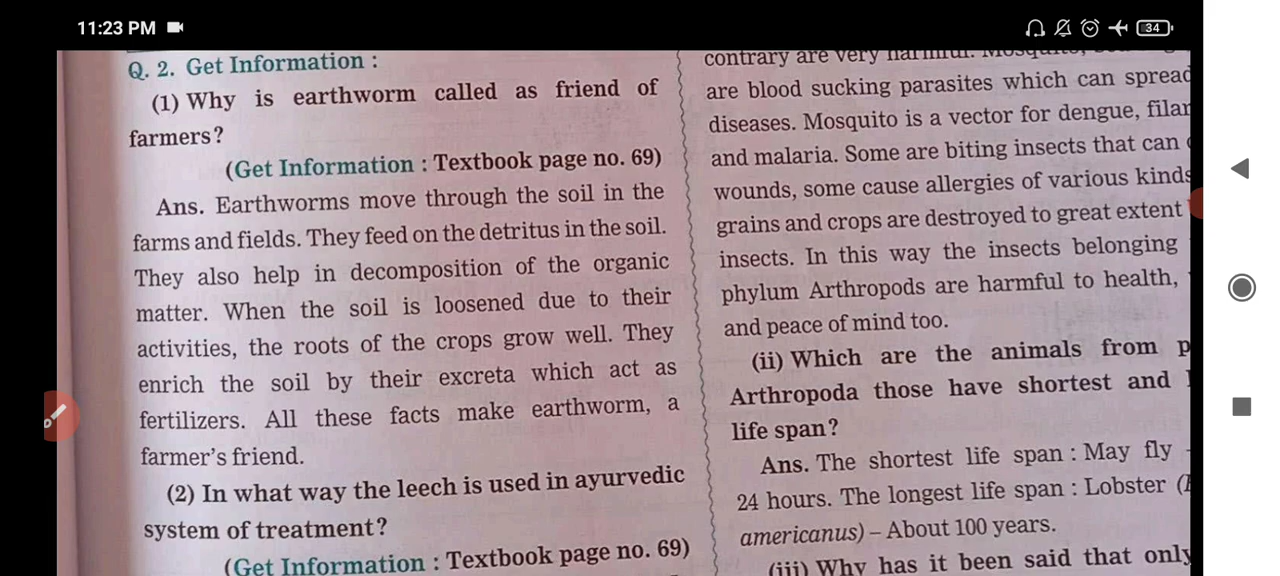 11:23 PM
34
Q. 2. Get Information :
(1) Why is earthworm called as friend of
farmers?
(Get Information : Textbook page no. 69)
Ans. Earthworms move through the soil in the
farms and fields. They feed on the detritus in the soil.
They also help in decomposition of the organic
matter. When the soil is loosened due to their
activities, the roots of the crops grow well. They
enrich the soil by their excreta which act as
fertilizers. All these facts make earthworm, a
farmer's friend.
(2) In what way the leech is used in ayurvedic
system of treatment?
(Get Information : Textbook page no. 69)
contrary are very harmful. Mosquito,
are blood sucking parasites which can spread
diseases. Mosquito is a vector for dengue,
and malaria. Some are biting insects that can
wounds, some cause allergies of various kinds
grains and crops are destroyed to great extent
insects. In this way the insects belonging
phylum Arthropods are harmful to health,
and peace of mind too.
(ii) Which are the animals from
Arthropoda those have shortest and
life span?
Ans. The shortest life span : May fly
24 hours. The longest life span : Lobster (
americanus) – About 100 years.
(iii) Why has it been said that only